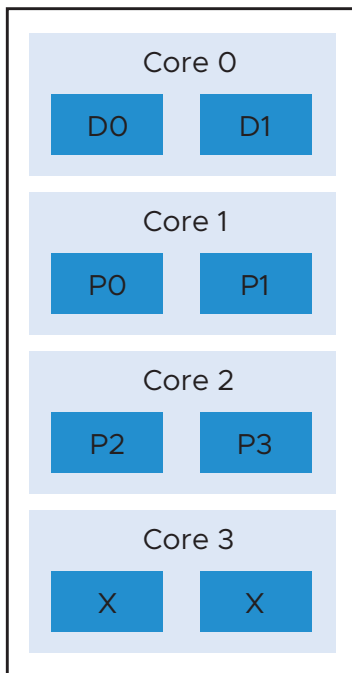 Core 0
D0 D1
Core 1
P0 P1
Core 2
P2 P3
Core 3
X X